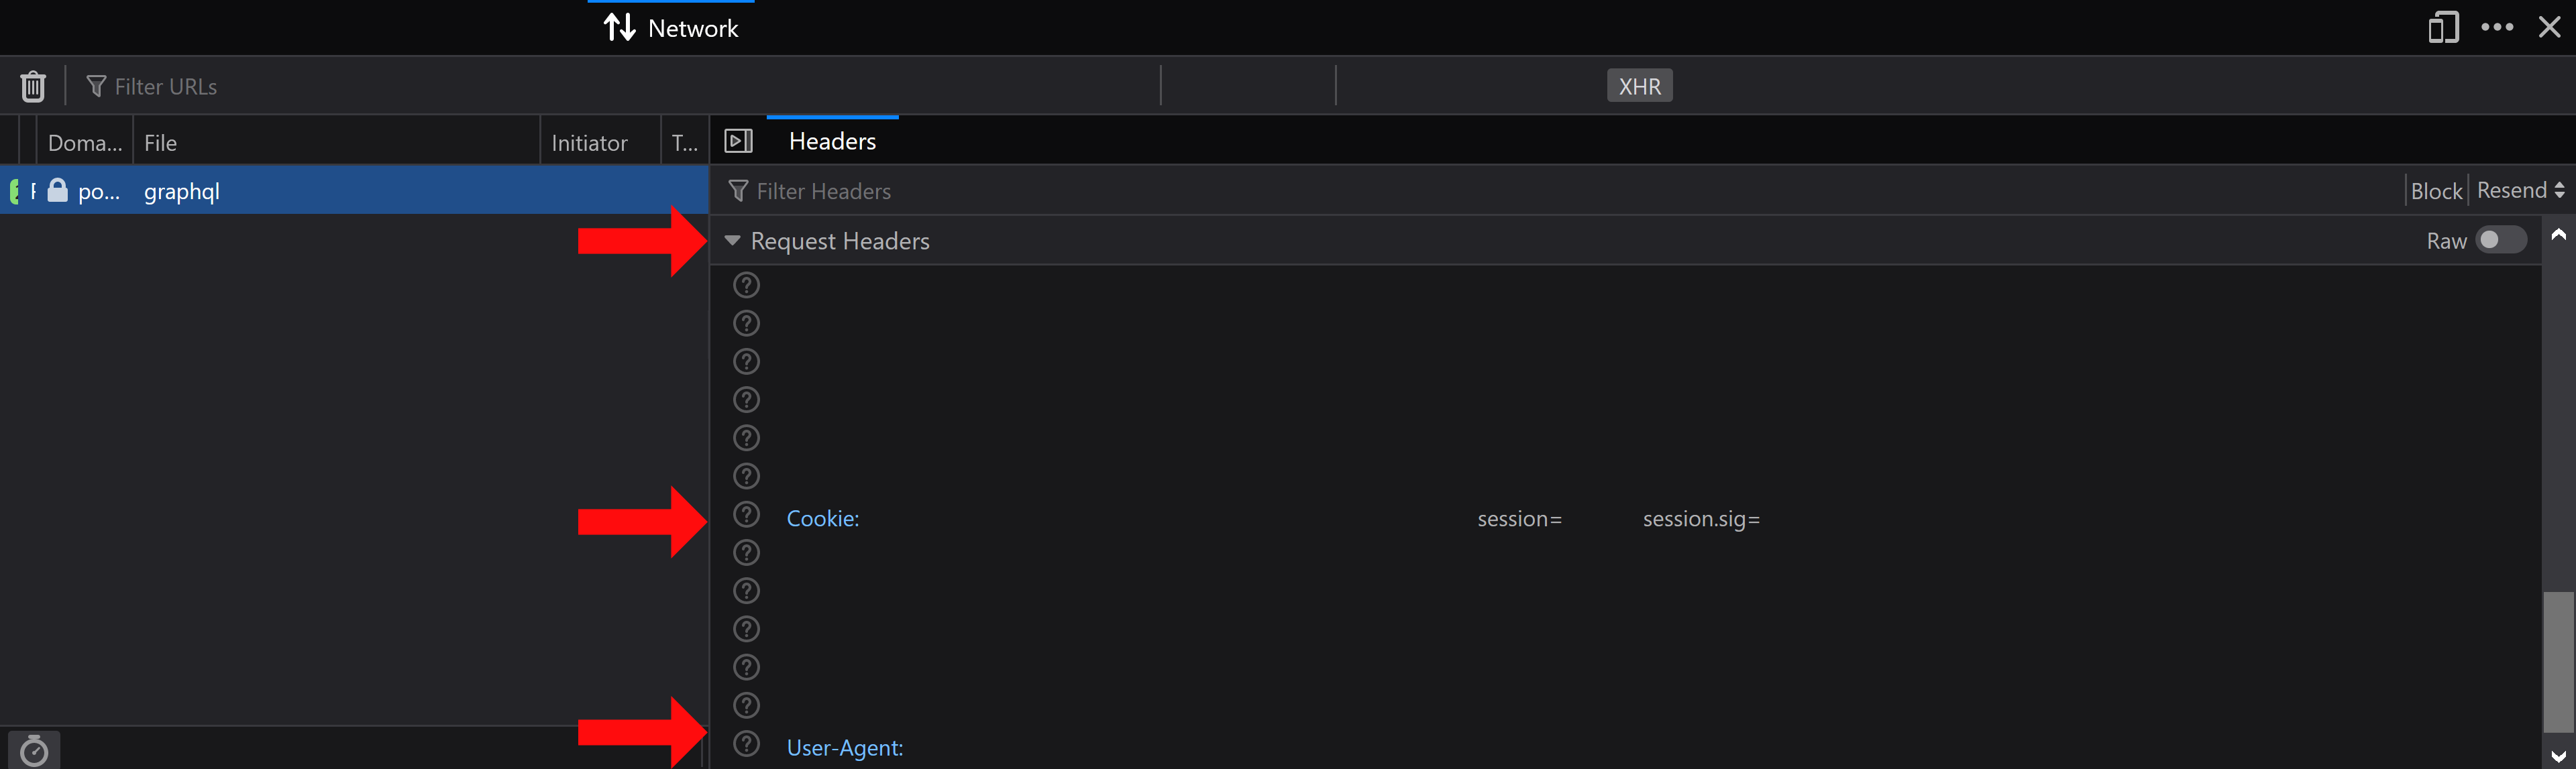 Network
Filter URLs
XHR
Doma... File Initiator T...
Headers
po... graphql
Filter Headers
Block Resend
Request Headers
Raw
Cookie: session= session.sig=
User-Agent: